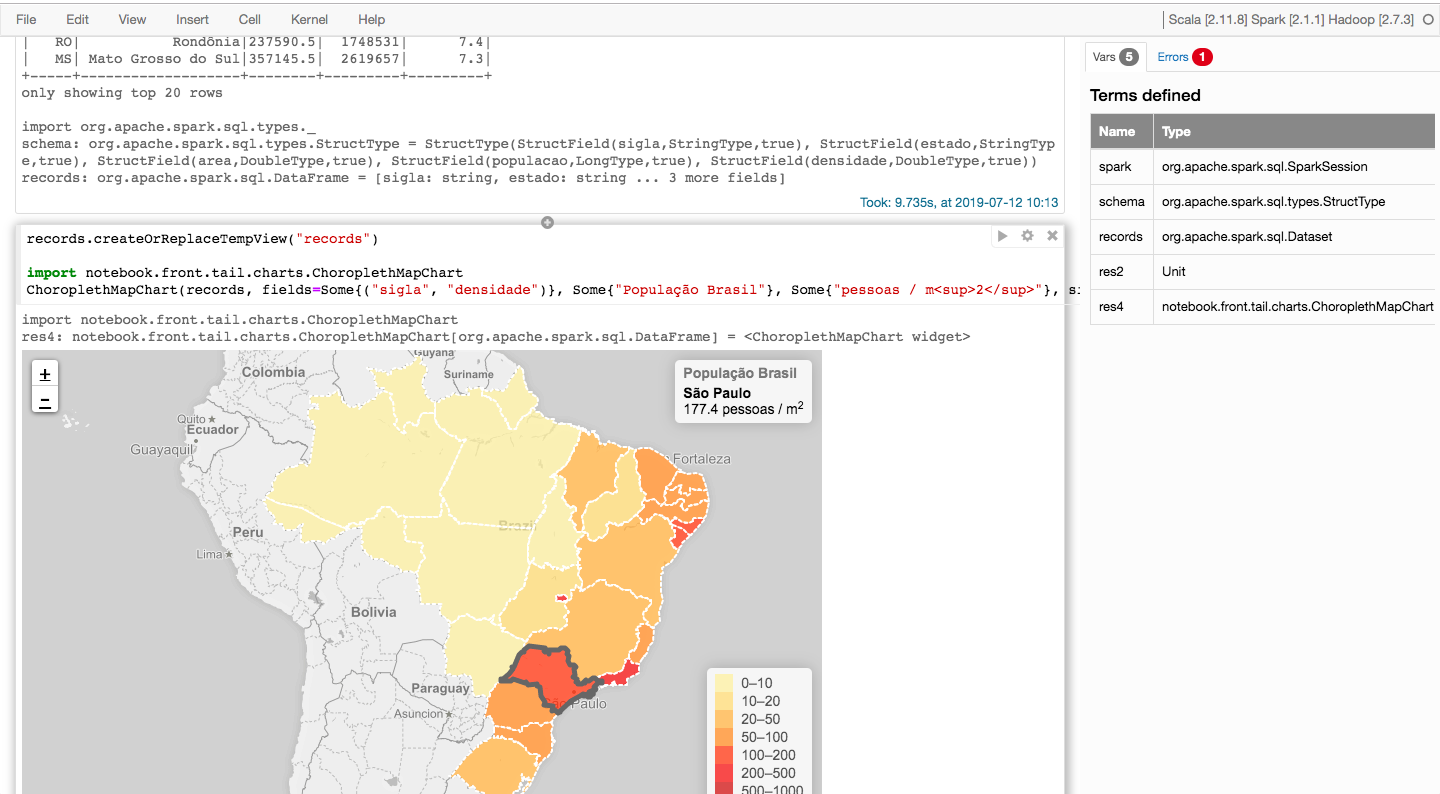 File Edit View Insert Cell Kernel Help
Scala [2.11.8] Spark [2.1.1] Hadoop [2.7.3]
| RO| Rondônia|237590.5| 1748531| 7.4|
| MS| Mato Grosso do Sul|357145.5| 2619657| 7.3|
+-----+-------------------+--------+---------+---------+
only showing top 20 rows
import org.apache.spark.sql.types._
schema: org.apache.spark.sql.types.StructType = StructType(StructField(sigla,StringType,true), StructField(estado,StringTyp
e,true), StructField(area,DoubleType,true), StructField(populacao,LongType,true), StructField(densidade,DoubleType,true))
records: org.apache.spark.sql.DataFrame = [sigla: string, estado: string ... 3 more fields]
Took: 9.735s, at 2019-07-12 10:13
records.createOrReplaceTempView("records")
import notebook.front.tail.charts.ChoroplethMapChart
ChoroplethMapChart(records, fields=Some{("sigla", "densidade")}, Some{"População Brasil"}, Some{"pessoas / m<sup>2</sup>"}, si
import notebook.front.tail.charts.ChoroplethMapChart
res4: notebook.front.tail.charts.ChoroplethMapChart[org.apache.spark.sql.DataFrame] = <ChoroplethMapChart widget>
+
−
Guyana
Colombia
Suriname
Quito
Ecuador
Guayaquil
Fortaleza
Brazil
Peru
Lima
Bolivia
Paraguay
São Paulo
Asuncion
População Brasil
São Paulo
177.4 pessoas / m²
0–10
10–20
20–50
50–100
100–200
200–500
500–1000
Vars 5 Errors 1
Terms defined
Name Type
spark org.apache.spark.sql.SparkSession
schema org.apache.spark.sql.types.StructType
records org.apache.spark.sql.Dataset
res2 Unit
res4 notebook.front.tail.charts.ChoroplethMapChart